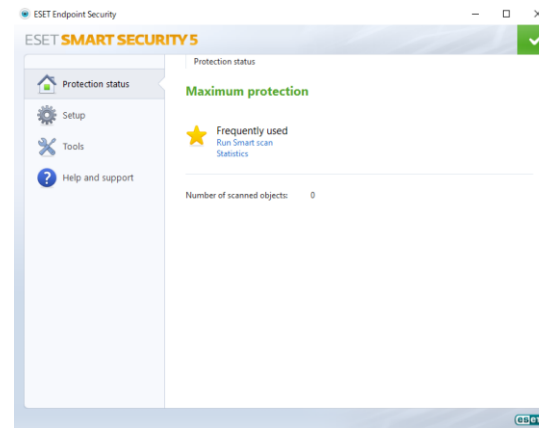 ESET Endpoint Security
ESET SMART SECURITY 5
Protection status
Protection status
Maximum protection
Setup
Frequently used
Run Smart scan
Statistics
Tools
Help and support
Number of scanned objects: 0
eset